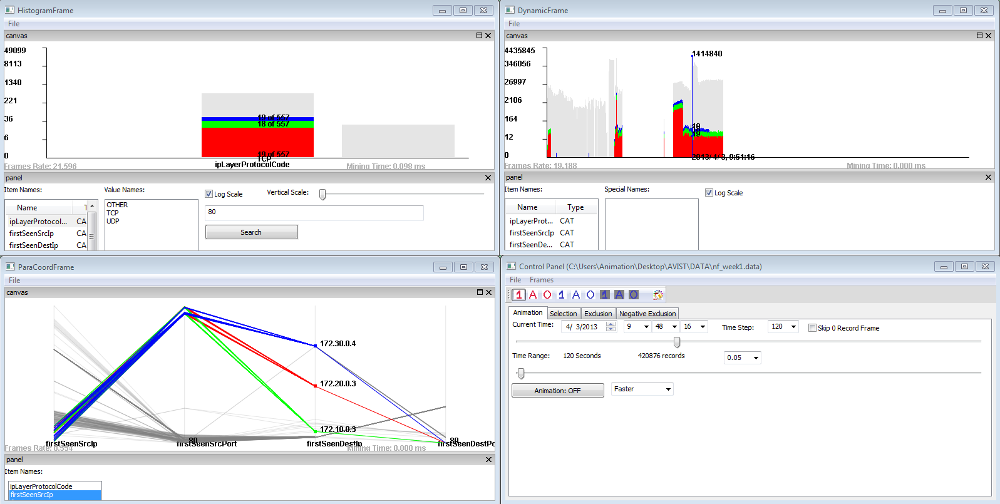 HistogramFrame
File
canvas
49099
8113
1340
221
36
6
0
19 of 557
18 of 557
19 of 557
TCP
ipLayerProtocolCode
Frames Rate: 21.596
Mining Time: 0.098 ms
panel
Item Names:
Value Names:
Name
T
ipLayerProtocol... CA
firstSeenSrcIp CA
firstSeenDestIp CA
OTHER
TCP
UDP
Log Scale
Vertical Scale:
80
Search
DynamicFrame
File
canvas
4435845
346056
26997
2106
164
12
0
1414840
19
19
2013/ 4/ 3, 9:51:16
Frames Rate: 19.188
Mining Time: 0.000 ms
panel
Item Names:
Special Names:
Log Scale
Name Type
ipLayerProt... CAT
firstSeenSrcIp CAT
firstSeenDe... CAT
ParaCoordFrame
File
canvas
172.30.0.4
172.20.0.3
172.10.0.3
80
80
firstSeenSrcIp
firstSeenSrcPort
firstSeenDestIp
firstSeenDestPo
Frames Rate: 0.554
Mining Time: 0.000 ms
panel
Item Names:
ipLayerProtocolCode
firstSeenSrcIp
Control Panel (C:\Users\Animation\Desktop\AVIST\DATA\nf_week1.data)
File Frames
1 A O 1 A O 1 A O
Animation Selection Exclusion Negative Exclusion
Current Time: 4/ 3/2013 9 48 16 Time Step: 120 Skip 0 Record Frame
Time Range: 120 Seconds 420876 records 0.05
Animation: OFF Faster